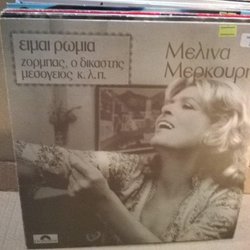 ειμαι ρωμια
ζορμπας, ο δικαστης
μεσογειος κ.λ.π.
Μελινα
Μερκουρη